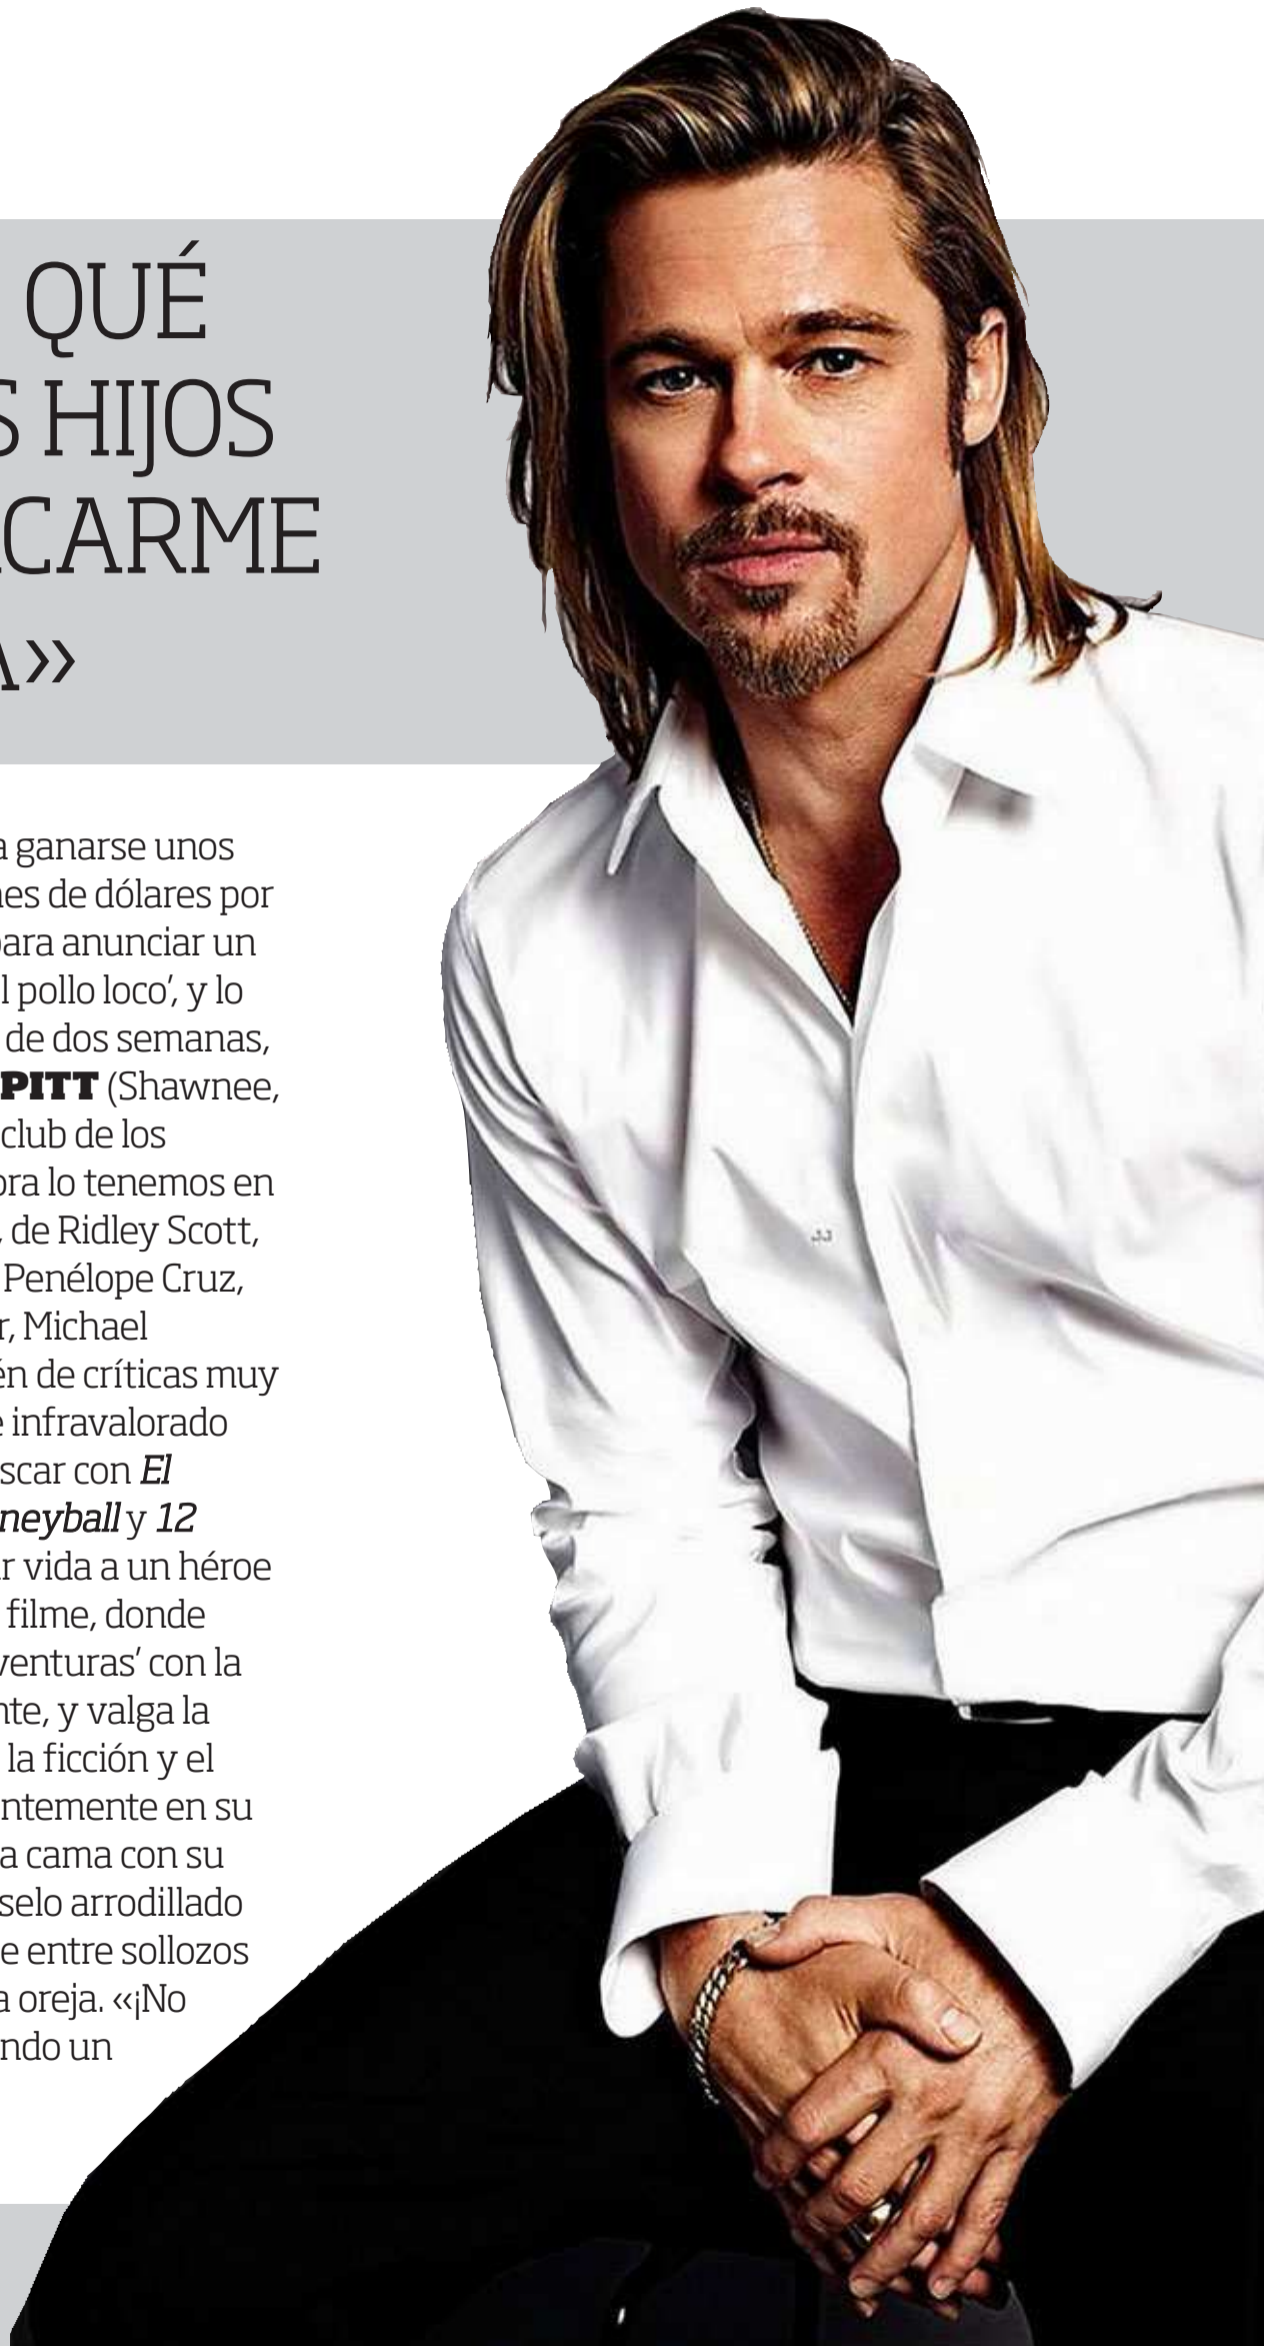 QUÉ
S HIJOS
CARME
A»
a ganarse unos
nes de dólares por
para anunciar un
l pollo loco’, y lo
de dos semanas,
PITT (Shawnee,
club de los
ora lo tenemos en
, de Ridley Scott,
Penélope Cruz,
r, Michael
én de críticas muy
e infravalorado
scar con El
neyball y 12
r vida a un héroe
filme, donde
venturas’ con la
nte, y valga la
la ficción y el
ntemente en su
a cama con su
selo arrodillado
e entre sollozos
a oreja. «¡No
ndo un
JJ